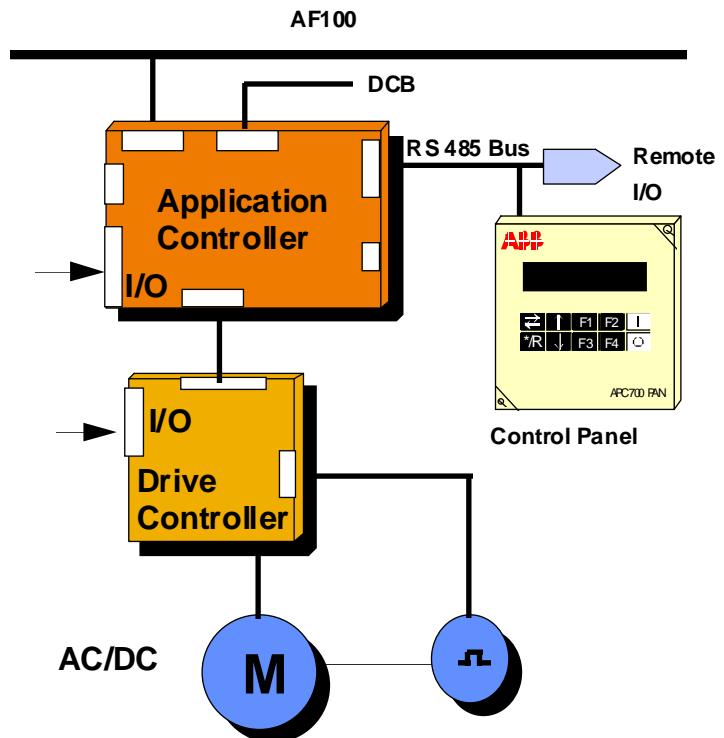 AF100
DCB
RS 485 Bus
Remote
I/O
Application
Controller
I/O
ABB
F1 F2 I
*/R F3 F4
APC700 PAN
Control Panel
I/O
Drive
Controller
AC/DC
M